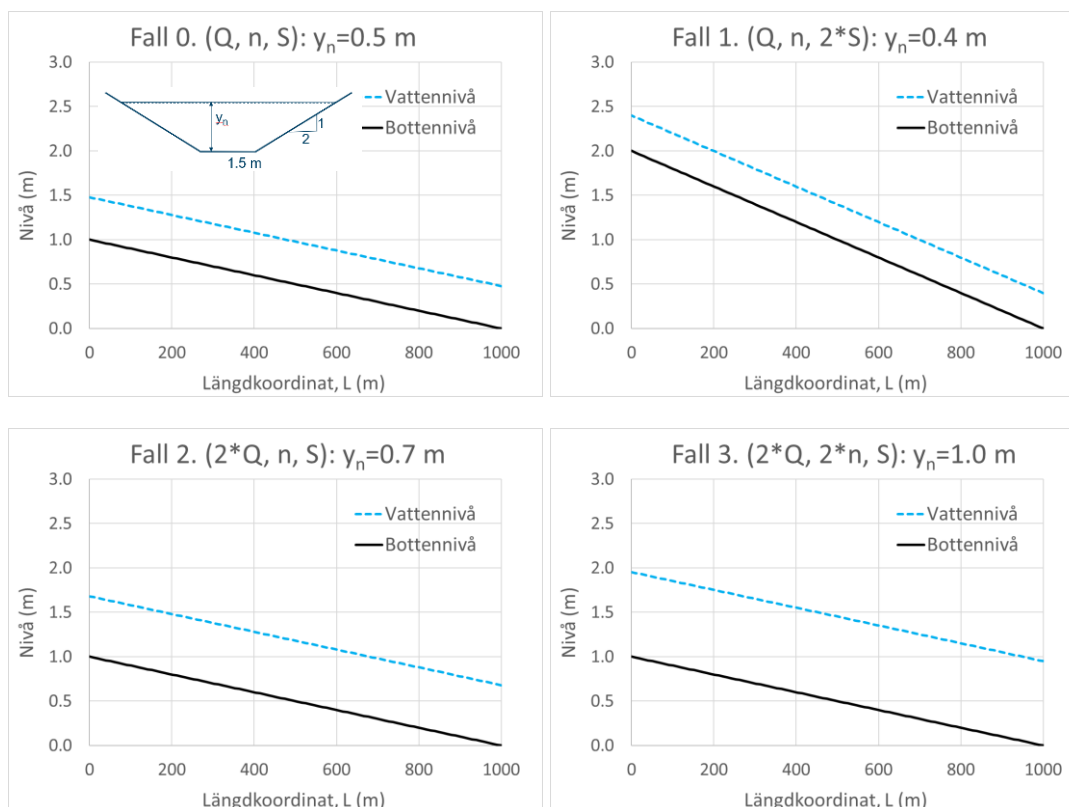 Fall 0. (Q, n, S): yn=0.5 m
3.0
2.5
2.0
1.5
1.0
0.5
0.0
Nivå (m)
Vattennivå
Bottennivå
yn
1
2
1.5 m
0 200 400 600 800 1000
Längdkoordinat, L (m)
Fall 1. (Q, n, 2*S): yn=0.4 m
3.0
2.5
2.0
1.5
1.0
0.5
0.0
Nivå (m)
Vattennivå
Bottennivå
0 200 400 600 800 1000
Längdkoordinat, L (m)
Fall 2. (2*Q, n, S): yn=0.7 m
3.0
2.5
2.0
1.5
1.0
0.5
0.0
Nivå (m)
Vattennivå
Bottennivå
0 200 400 600 800 1000
Längdkoordinat, L (m)
Fall 3. (2*Q, 2*n, S): yn=1.0 m
3.0
2.5
2.0
1.5
1.0
0.5
0.0
Nivå (m)
Vattennivå
Bottennivå
0 200 400 600 800 1000
Längdkoordinat, L (m)